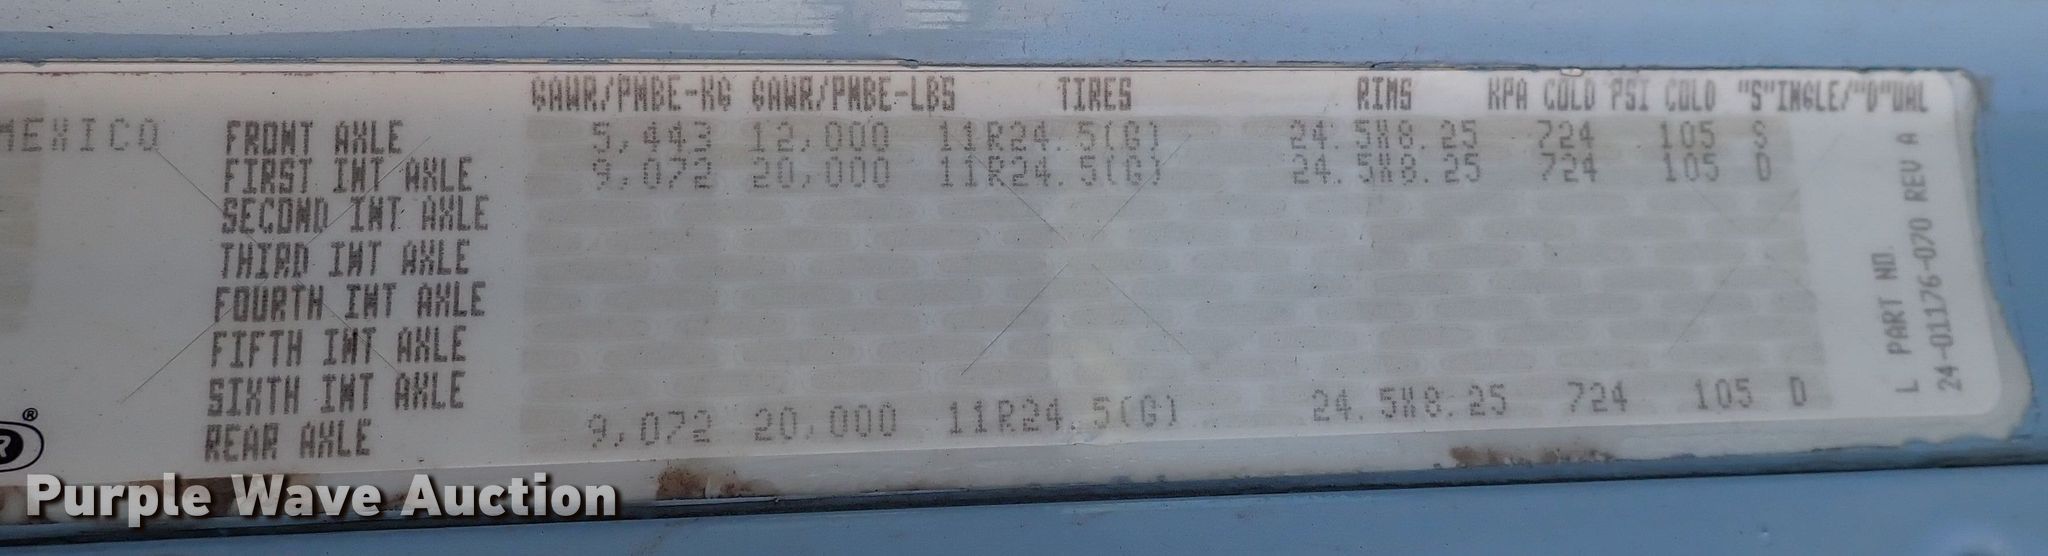 GAWR/PMBE-KG GAWR/PMBE-LBS TIRES RIMS KPA COLD PSI COLD "S"INGLE/"D"UAL
MEXICO FRONT AXLE 5,443 12,000 11R24.5(G) 24.5X8.25 724 105 S
FIRST INT AXLE 9,072 20,000 11R24.5(G) 24.5X8.25 724 105 D
SECOND INT AXLE
THIRD INT AXLE
FOURTH INT AXLE
FIFTH INT AXLE
SIXTH INT AXLE
REAR AXLE 9,072 20,000 11R24.5(G) 24.5X8.25 724 105 D
L PART NO.
24-01176-070 REV A
R®
Purple Wave Auction